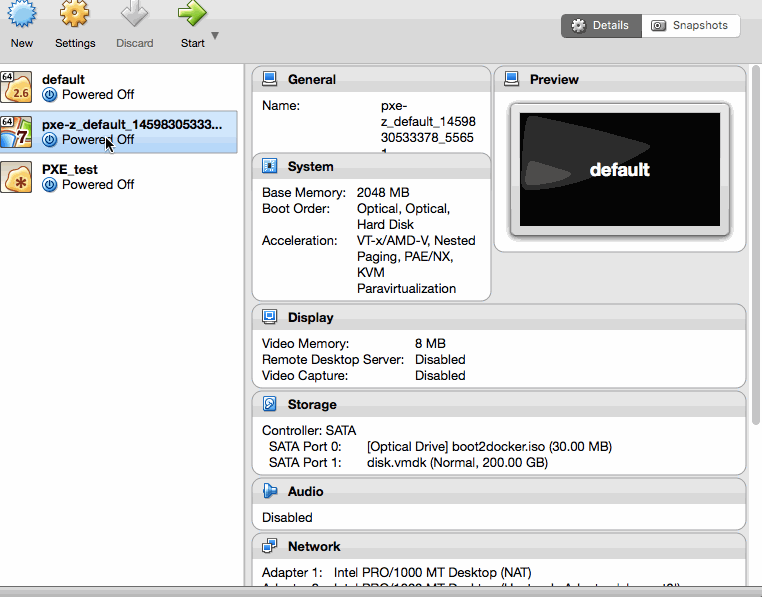 New
Settings
Discard
Start
Details
Snapshots
64
2.6
default
Powered Off
64
7
pxe-z_default_14598305333...
Powered Off
PXE_test
Powered Off
General
Name: pxe-
z_default_14598
30533378_5565
System
Base Memory: 2048 MB
Boot Order: Optical, Optical,
Hard Disk
Acceleration: VT-x/AMD-V, Nested
Paging, PAE/NX,
KVM
Paravirtualization
Preview
default
Display
Video Memory: 8 MB
Remote Desktop Server: Disabled
Video Capture: Disabled
Storage
Controller: SATA
SATA Port 0: [Optical Drive] boot2docker.iso (30.00 MB)
SATA Port 1: disk.vmdk (Normal, 200.00 GB)
Audio
Disabled
Network
Adapter 1: Intel PRO/1000 MT Desktop (NAT)